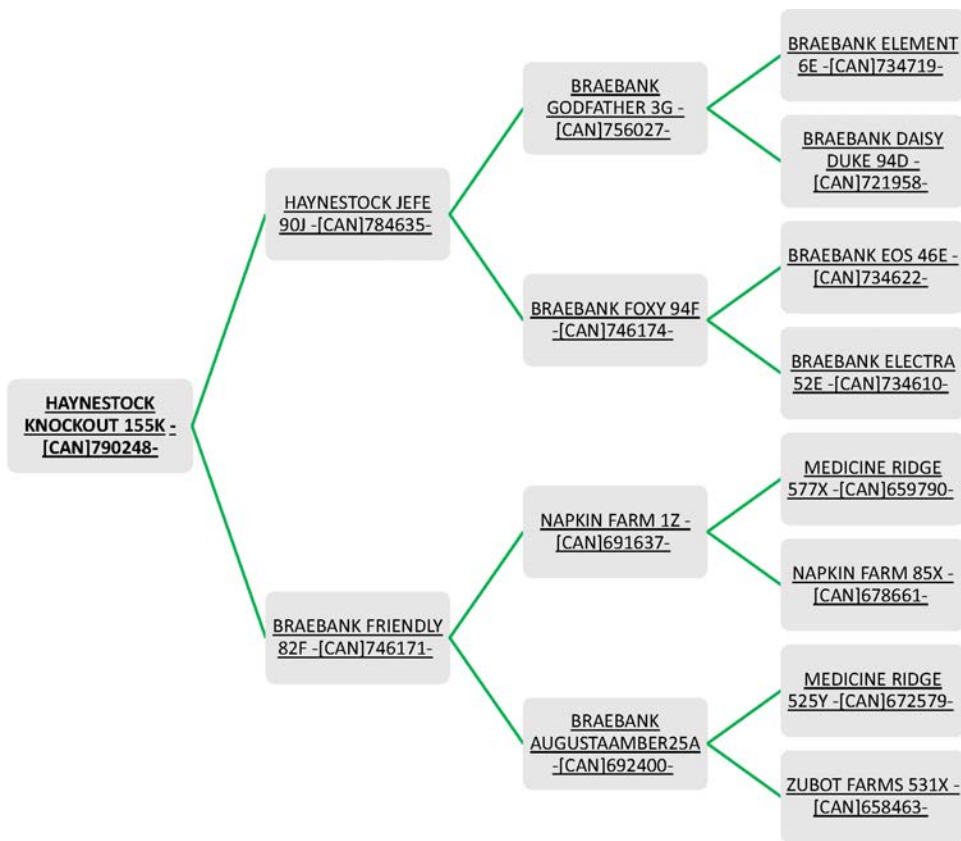 BRAEBANK ELEMENT
6E -[CAN]734719-
BRAEBANK
GODFATHER 3G -
[CAN]756027-
BRAEBANK DAISY
DUKE 94D -
[CAN]721958-
HAYNESTOCK JEFE
90J -[CAN]784635-
BRAEBANK EOS 46E -
[CAN]734622-
BRAEBANK FOXY 94F
-[CAN]746174-
BRAEBANK ELECTRA
52E -[CAN]734610-
HAYNESTOCK
KNOCKOUT 155K -
[CAN]790248-
MEDICINE RIDGE
577X -[CAN]659790-
NAPKIN FARM 1Z -
[CAN]691637-
NAPKIN FARM 85X -
[CAN]678661-
BRAEBANK FRIENDLY
82F -[CAN]746171-
MEDICINE RIDGE
525Y -[CAN]672579-
BRAEBANK
AUGUSTAAMBER25A
-[CAN]692400-
ZUBOT FARMS 531X -
[CAN]658463-